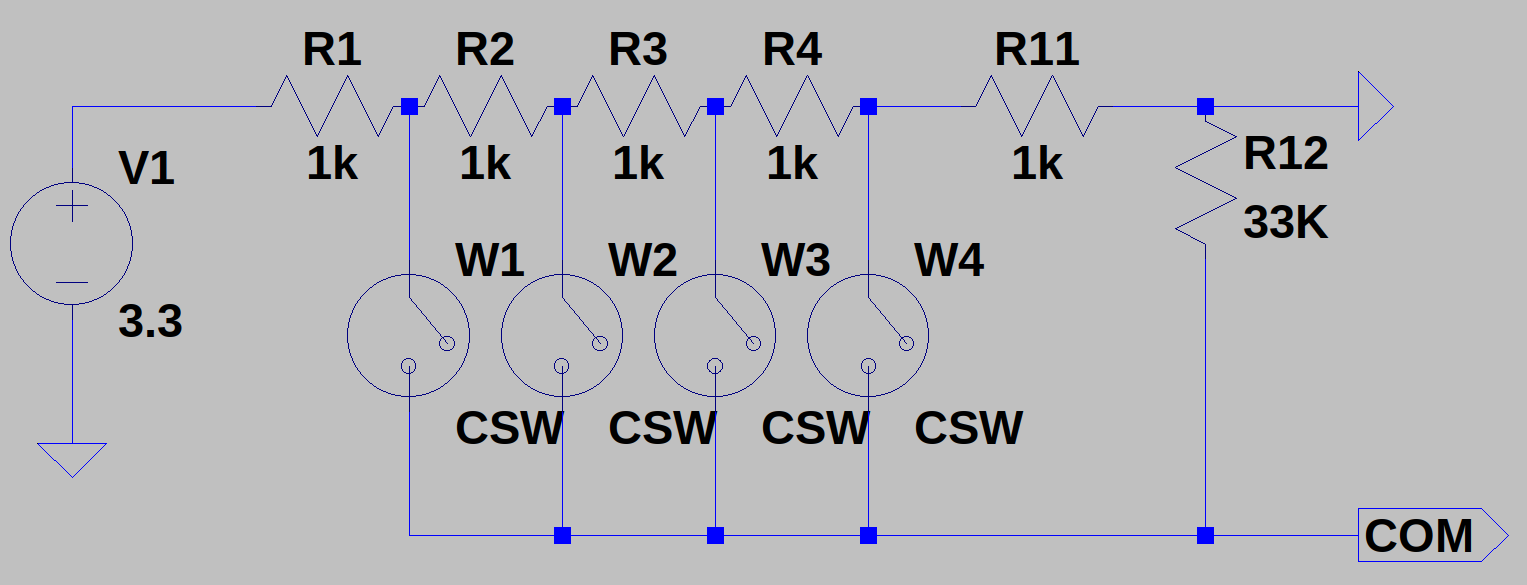 R1 R2 R3 R4 R11
1k 1k 1k 1k 1k
V1
R12
33K
W1 W2 W3 W4
3.3
CSW CSW CSW CSW
COM